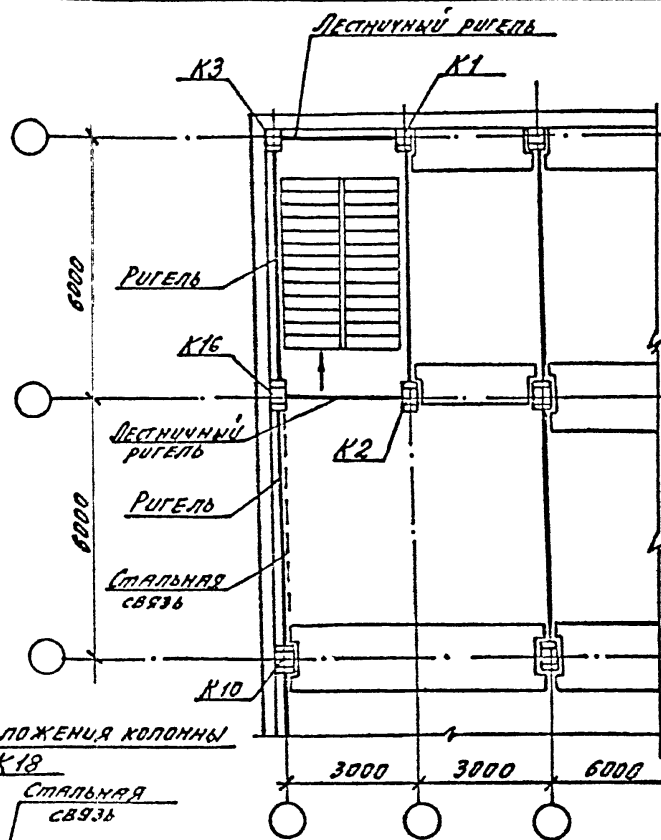 Лестничный ригель
К3
К1
6000
Ригель
К16
Лестничный
ригель
К2
Ригель
6000
Стальная
связь
К10
ложения колонны
К18
3000
3000
6000
Стальная
связь